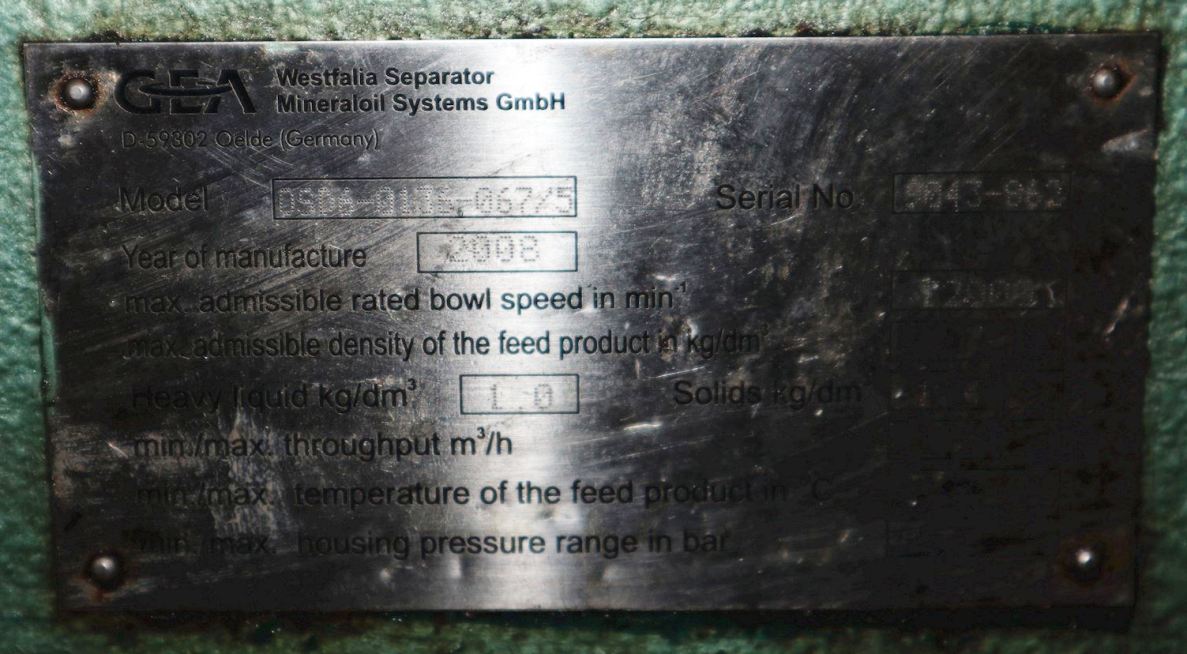 GEA Westfalia Separator
Mineraloil Systems GmbH
D-59302 Oelde (Germany)
Model Serial No
Year of manufacture 2008
max. admissible rated bowl speed in min⁻¹
max. admissible density of the feed product in kg/dm³
Heavy liquid kg/dm³ 1.0 Solids kg/dm
min./max. throughput m³/h
min./max. temperature of the feed product in °C
min./max. housing pressure range in bar